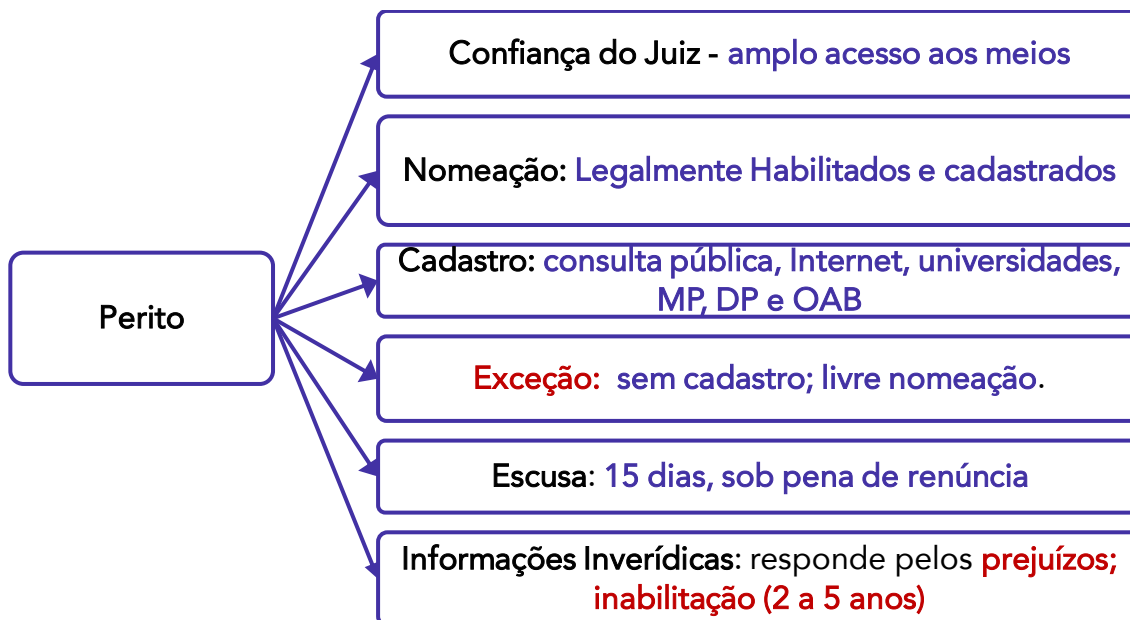 Confiança do Juiz - amplo acesso aos meios
Nomeação: Legalmente Habilitados e cadastrados
Cadastro: consulta pública, Internet, universidades,
MP, DP e OAB
Perito
Exceção: sem cadastro; livre nomeação.
Escusa: 15 dias, sob pena de renúncia
Informações Inverídicas: responde pelos prejuízos;
inabilitação (2 a 5 anos)